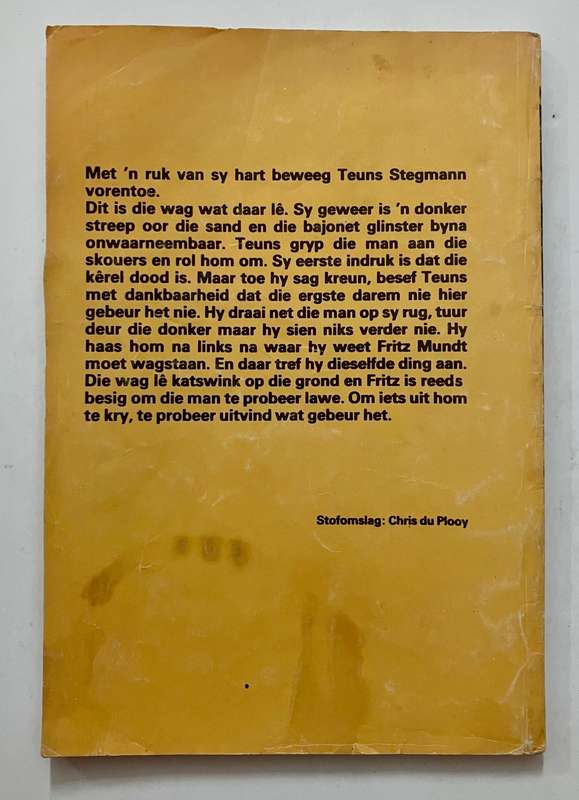 Met 'n ruk van sy hart beweeg Teuns Stegmann
vorentoe.
Dit is die wag wat daar lê. Sy geweer is 'n donker
streep oor die sand en die bajonet glinster byna
onwaarneembaar. Teuns gryp die man aan die
skouers en rol hom om. Sy eerste indruk is dat die
kêrel dood is. Maar toe hy sag kreun, besef Teuns
met dankbaarheid dat die ergste darem nie hier
gebeur het nie. Hy draai net die man op sy rug, tuur
deur die donker maar hy sien niks verder nie. Hy
haas hom na links na waar hy weet Fritz Mundt
moet wagstaan. En daar tref hy dieselfde ding aan.
Die wag lê katswink op die grond en Fritz is reeds
besig om die man te probeer lawe. Om iets uit hom
te kry, te probeer uitvind wat gebeur het.
Stofomslag: Chris du Plooy